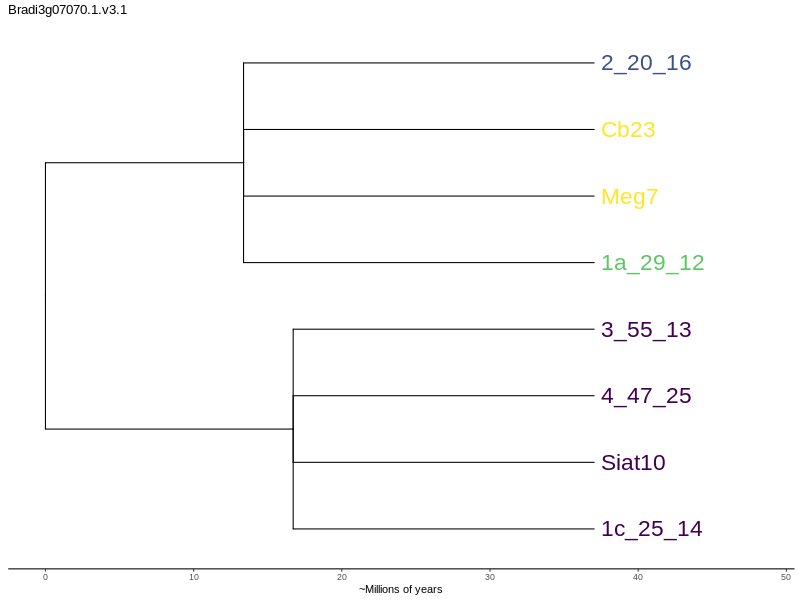 Bradi3g07070.1.v3.1
2_20_16
Cb23
Meg7
1a_29_12
3_55_13
4_47_25
Siat10
1c_25_14
0 10 20 30 40 50
~Millions of years